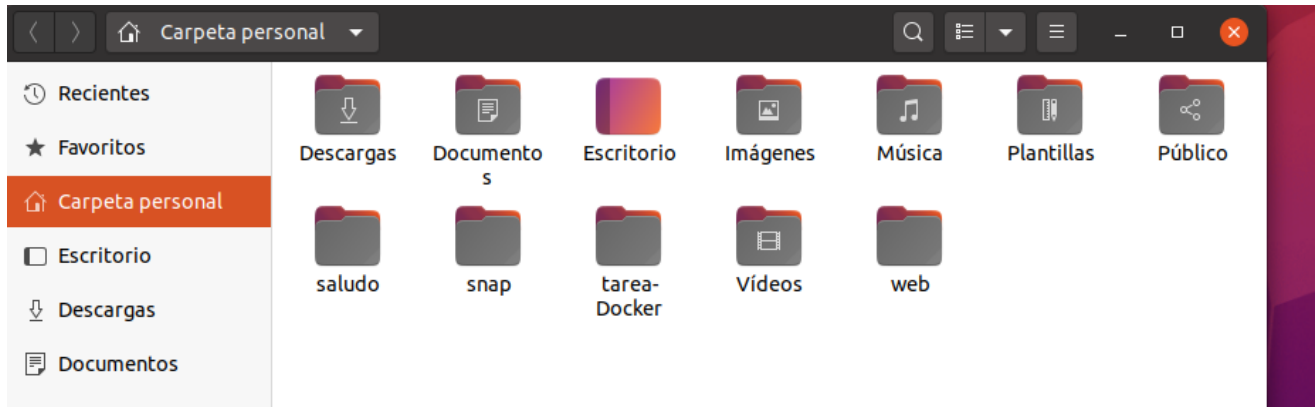 Carpeta personal
Recientes
Favoritos
Carpeta personal
Escritorio
Descargas
Documentos
Descargas
Documento
s
Escritorio
Imágenes
Música
Plantillas
Público
saludo
snap
tarea-
Docker
Vídeos
web